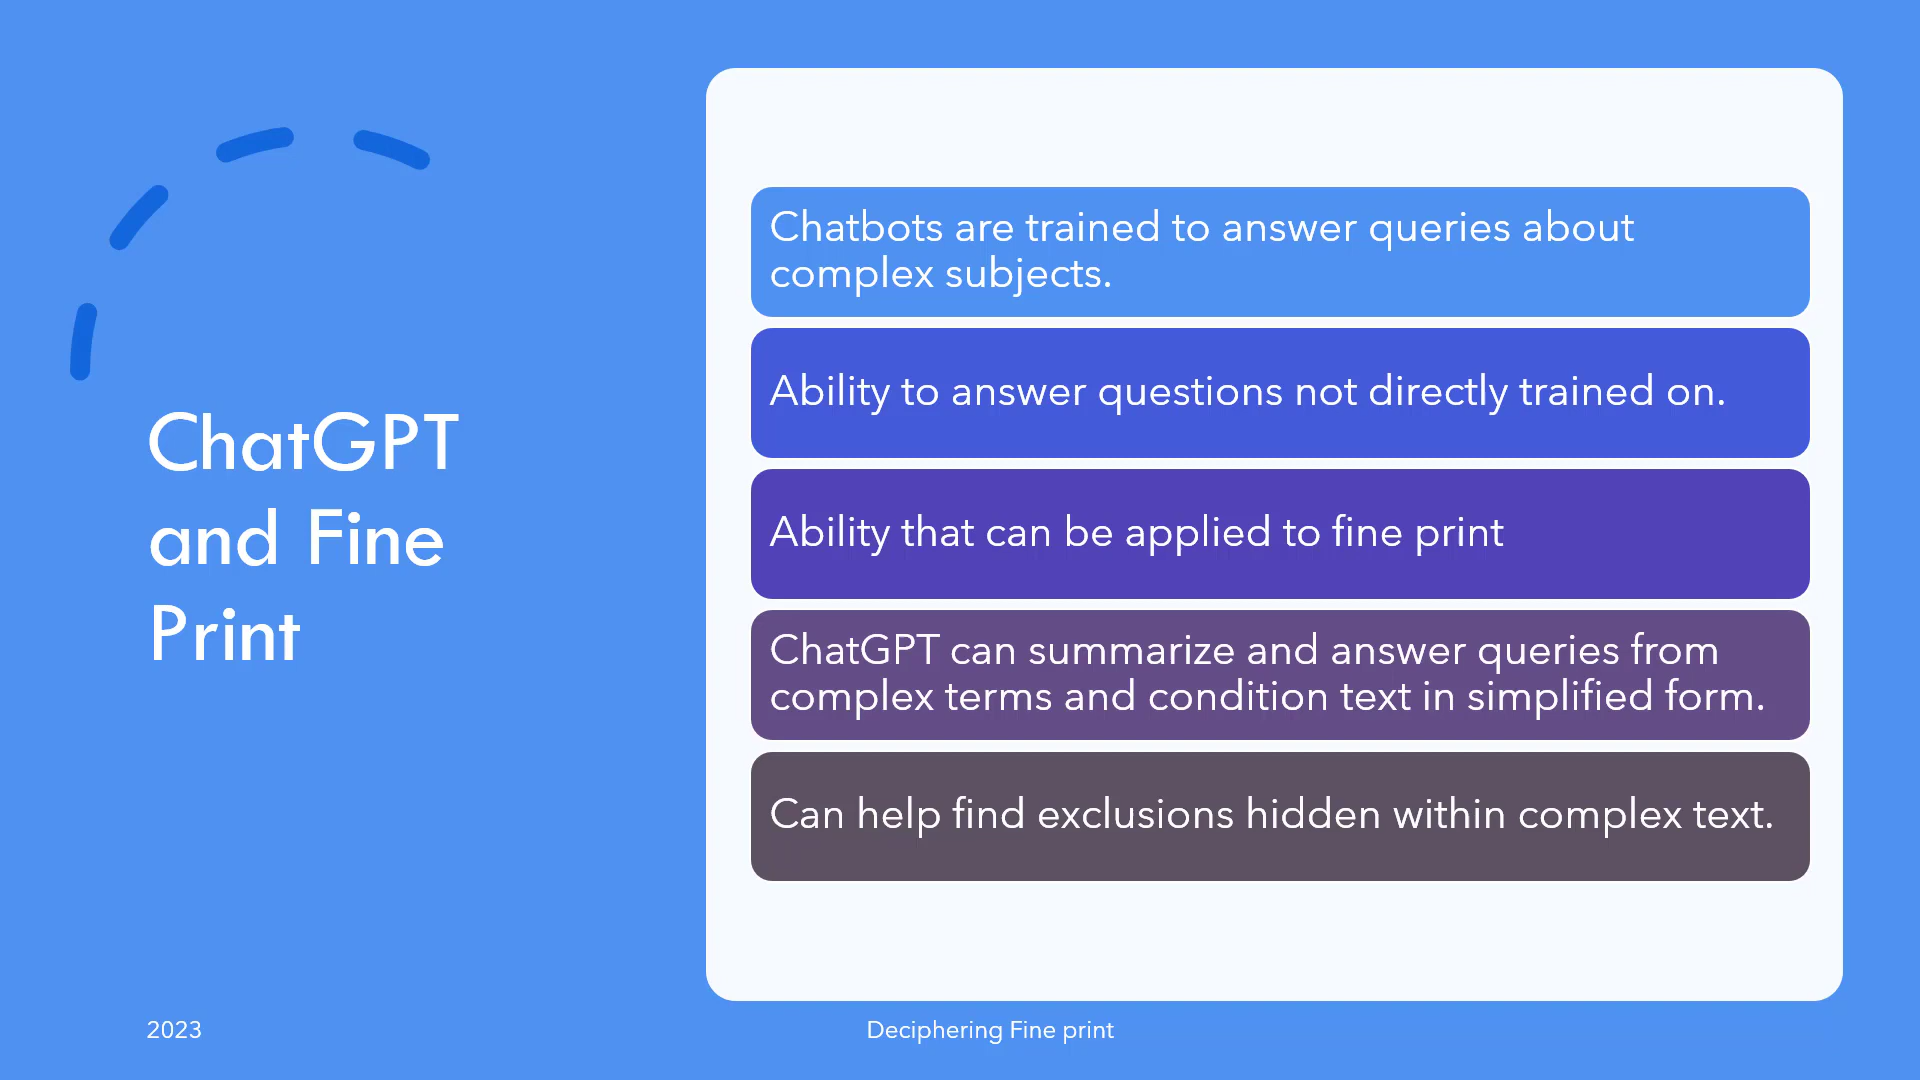 ChatGPT
and Fine
Print
Chatbots are trained to answer queries about
complex subjects.
Ability to answer questions not directly trained on.
Ability that can be applied to fine print
ChatGPT can summarize and answer queries from
complex terms and condition text in simplified form.
Can help find exclusions hidden within complex text.
2023
Deciphering Fine print